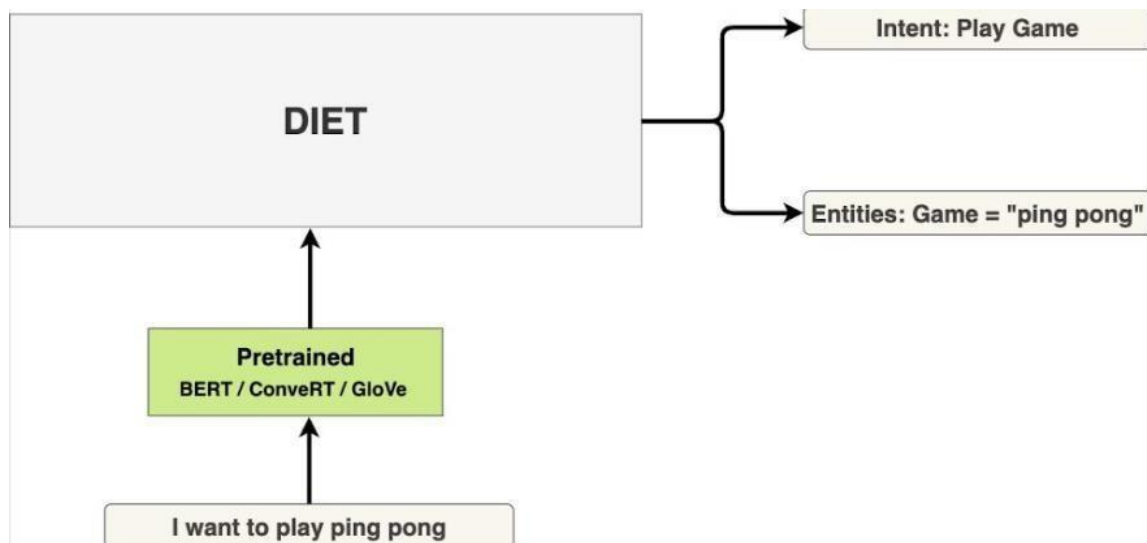 Intent: Play Game
DIET
Entities: Game = "ping pong"
Pretrained
BERT / ConveRT / GloVe
I want to play ping pong